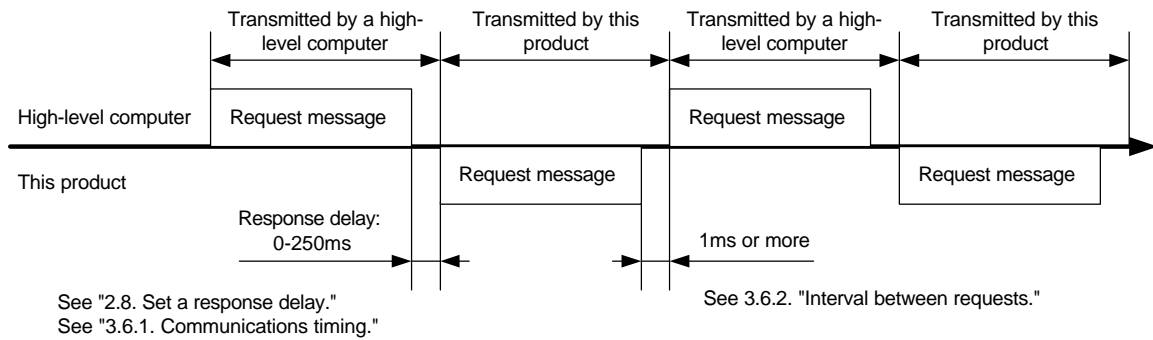 Transmitted by a high-
level computer
Transmitted by this
product
Transmitted by a high-
level computer
Transmitted by this
product
High-level computer
Request message
Request message
This product
Request message
Request message
Response delay:
0-250ms
1ms or more
See "2.8. Set a response delay."
See "3.6.1. Communications timing."
See 3.6.2. "Interval between requests."